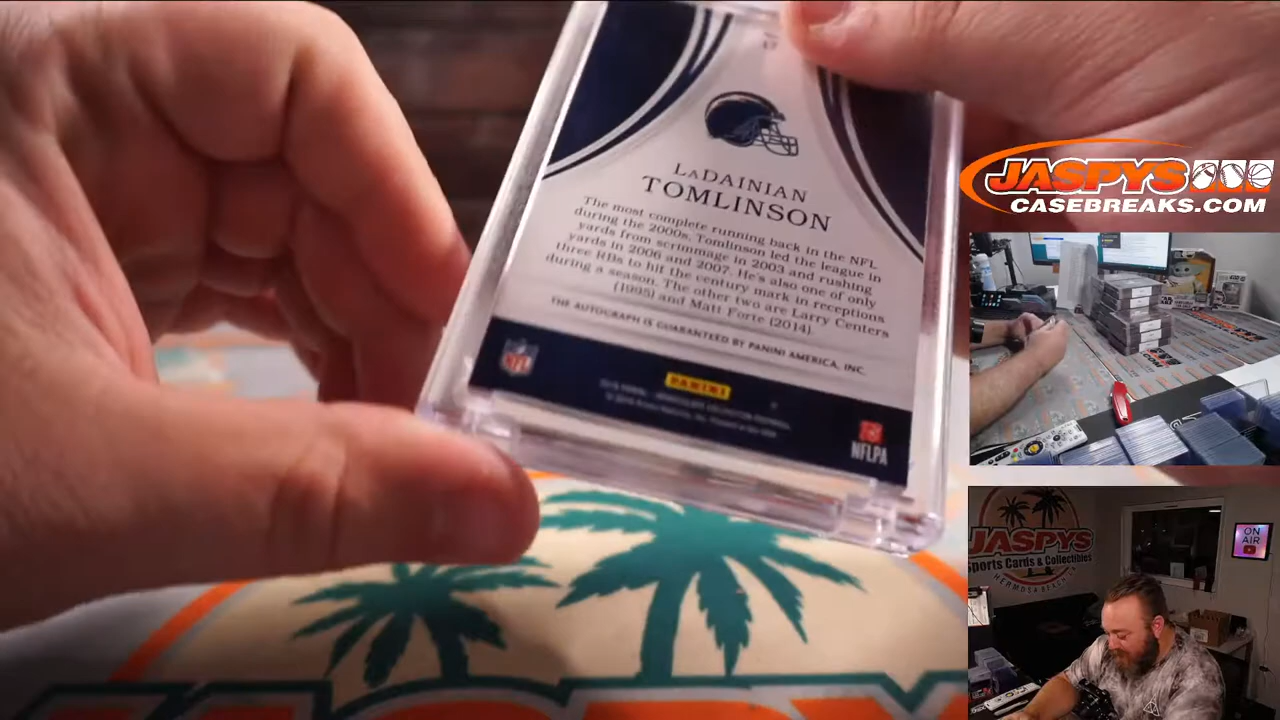 LaDAINIAN
TOMLINSON
The most complete running back in the NFL
during the 2000s, Tomlinson led the league in
yards from scrimmage in 2003 and rushing
yards in 2006 and 2007. He's also one of only
three RBs to hit the century mark in receptions
during a season. The other two are Larry Centers
(1995) and Matt Forte (2014).
THE AUTOGRAPH IS GUARANTEED BY PANINI AMERICA, INC.
NFL
PANINI
NFLPA
JASPYS
CASEBREAKS.COM
JASPYS
Sports Cards & Collectibles
HERMOSA BEACH
ON
AIR